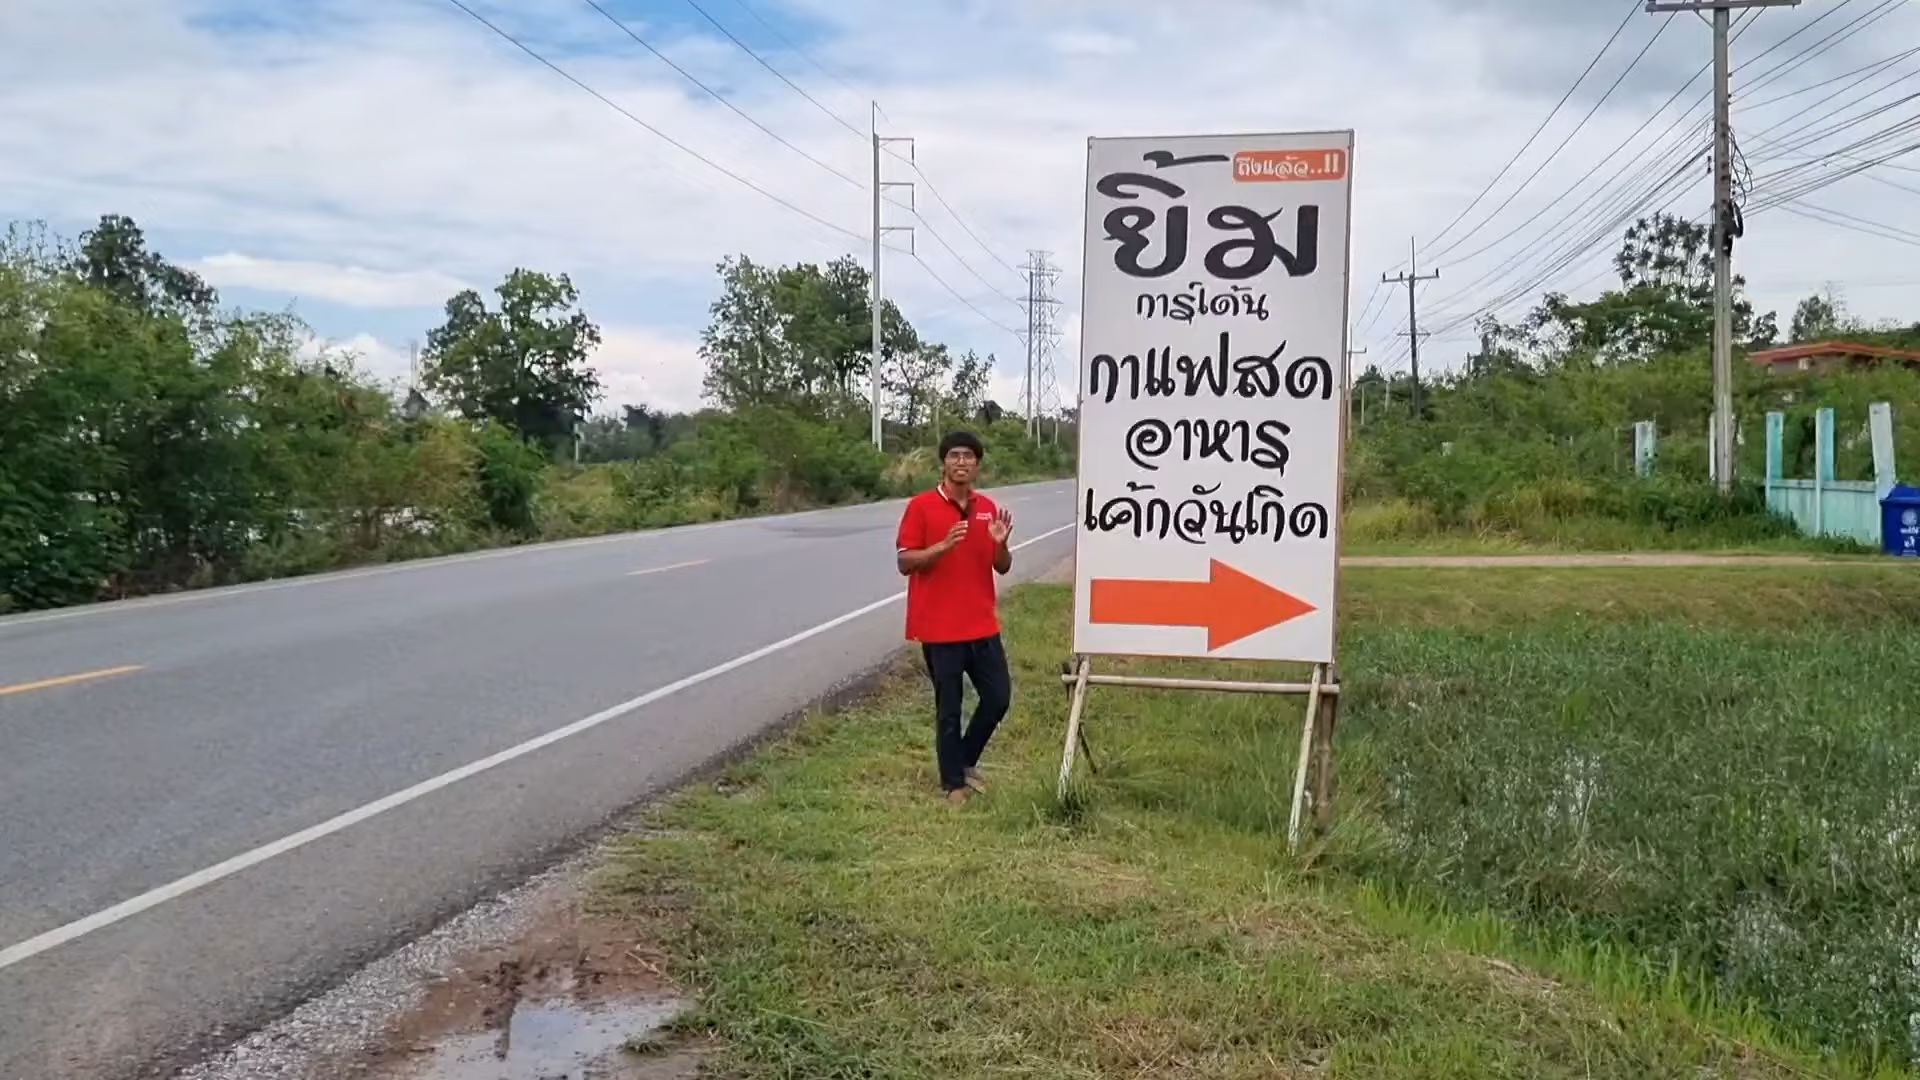 ถึงแล้ว..!!
ยิ้ม
การ์เด้น
กาแฟสด
อาหาร
เค้กวันเกิด